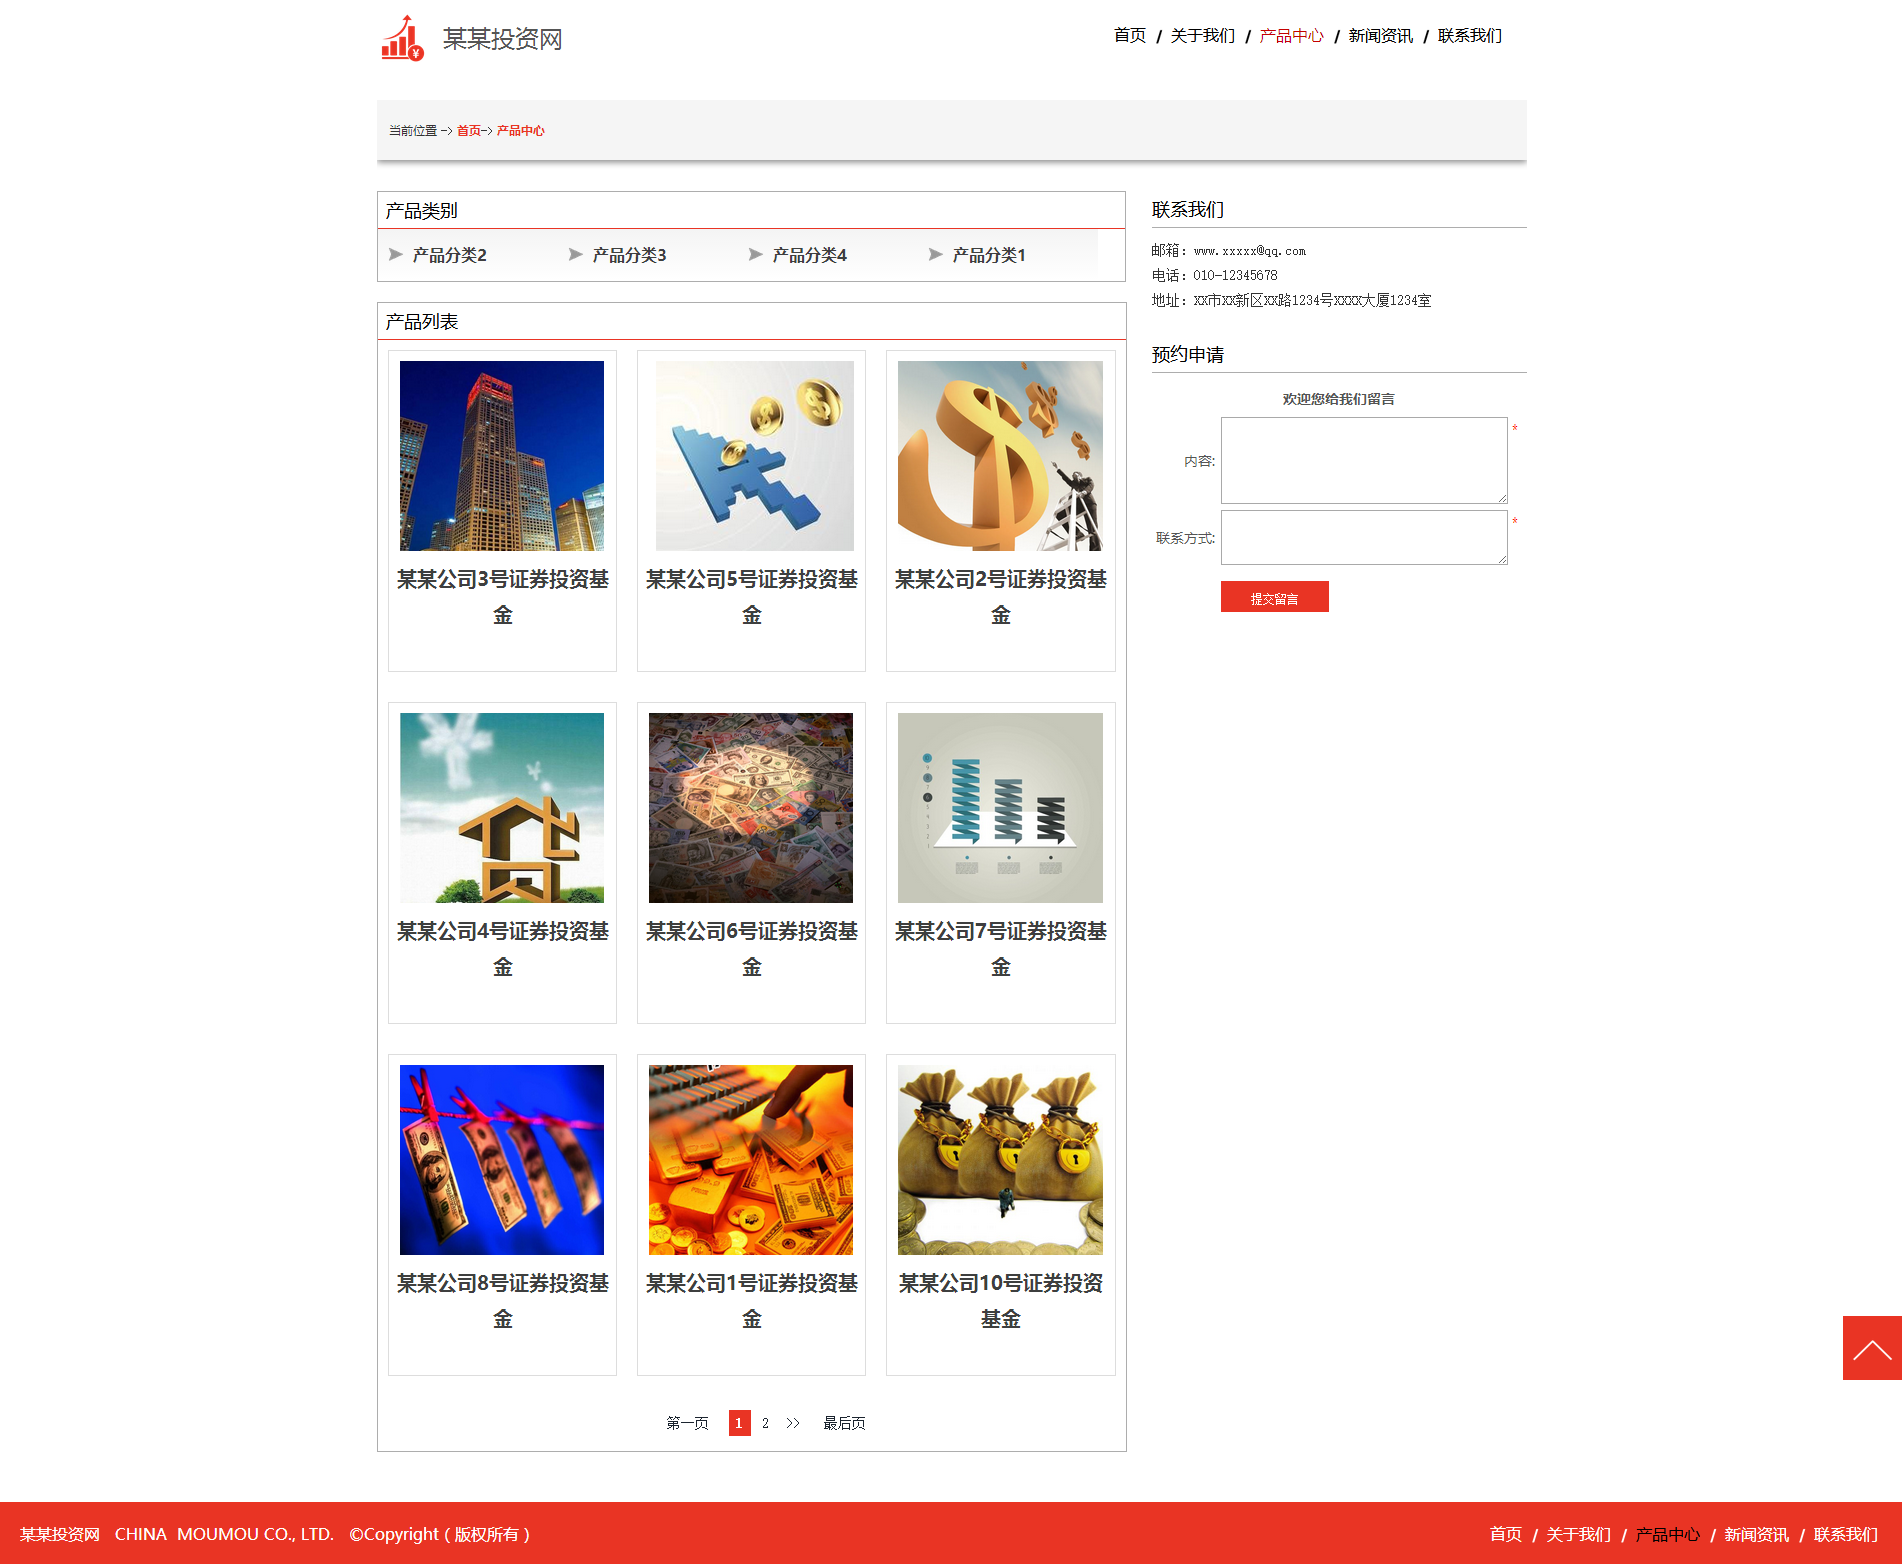 某某投资网
首页 / 关于我们 / 产品中心 / 新闻资讯 / 联系我们
当前位置 -> 首页-> 产品中心
产品类别
产品分类2 产品分类3 产品分类4 产品分类1
产品列表
某某公司3号证券投资基
金
某某公司5号证券投资基
金
某某公司2号证券投资基
金
某某公司4号证券投资基
金
某某公司6号证券投资基
金
某某公司7号证券投资基
金
某某公司8号证券投资基
金
某某公司1号证券投资基
金
某某公司10号证券投资
基金
第一页 1 2 >> 最后页
联系我们
邮箱：www.xxxxx@qq.com
电话：010-12345678
地址：XX市XX新区XX路1234号XXXX大厦1234室
预约申请
欢迎您给我们留言
内容: *
联系方式: *
提交留言
某某投资网 CHINA MOUMOU CO., LTD. ©Copyright ( 版权所有 )
首页 / 关于我们 / 产品中心 / 新闻资讯 / 联系我们